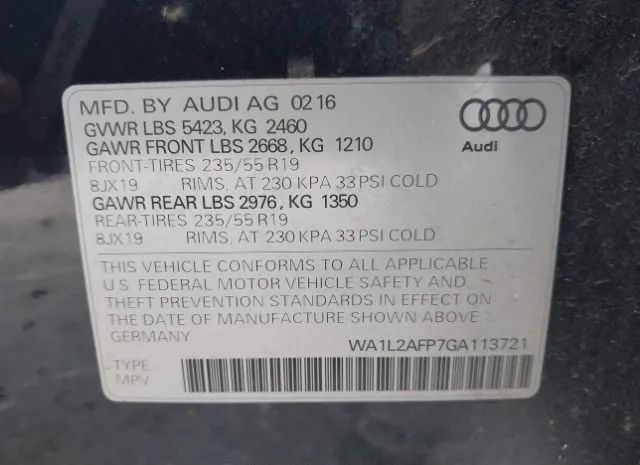 MFD. BY AUDI AG 02 16
GVWR LBS 5423, KG 2460
GAWR FRONT LBS 2668, KG 1210
FRONT-TIRES 235/55 R19
8JX19 RIMS, AT 230 KPA 33 PSI COLD
GAWR REAR LBS 2976, KG 1350
REAR-TIRES 235/55 R19
8JX19 RIMS, AT 230 KPA 33 PSI COLD
Audi
THIS VEHICLE CONFORMS TO ALL APPLICABLE
U.S. FEDERAL MOTOR VEHICLE SAFETY AND
THEFT PREVENTION STANDARDS IN EFFECT ON
THE DATE OF MANUFACTURE SHOWN ABOVE.
GERMANY
WA1L2AFP7GA113721
TYPE
MPV